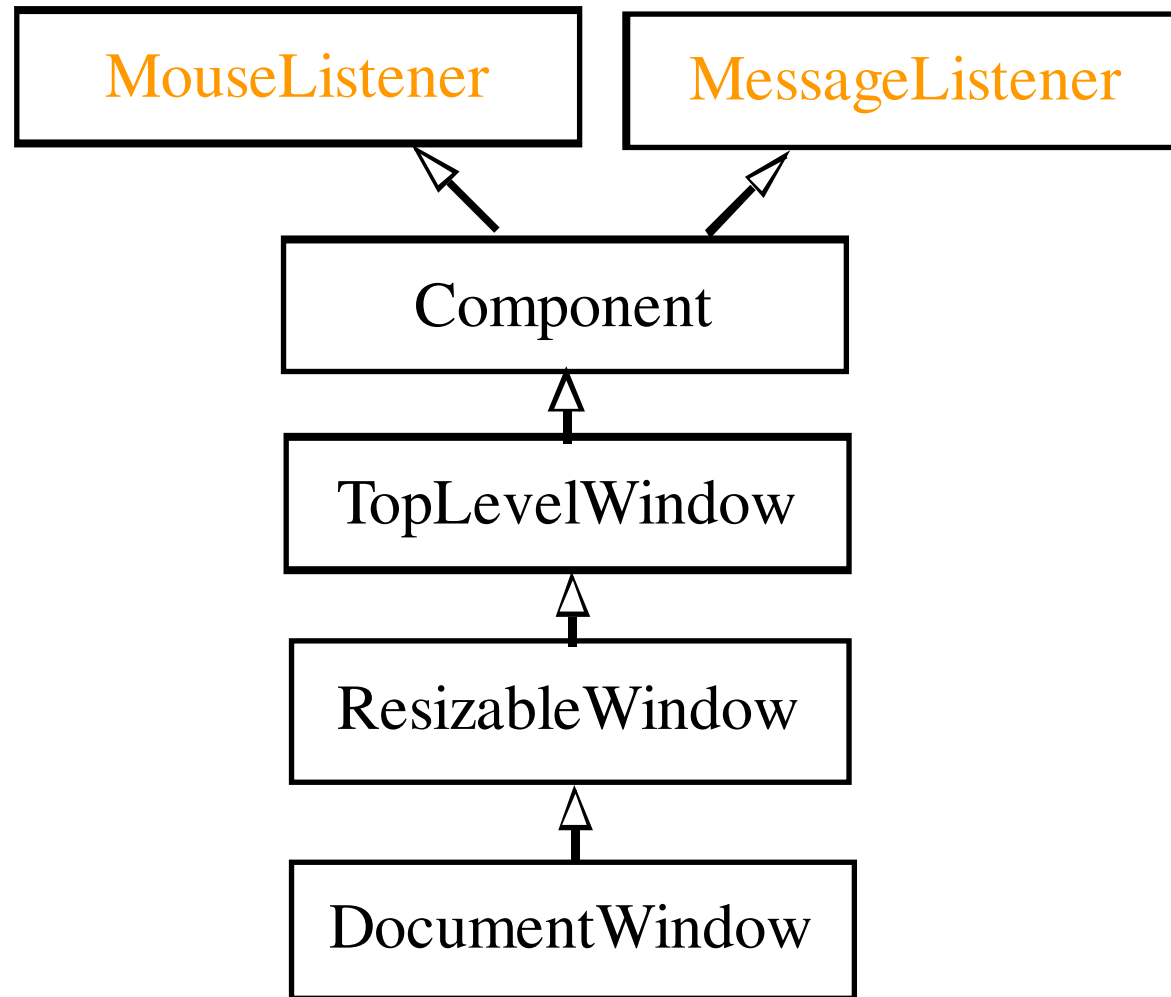 MouseListener
MessageListener
Component
TopLevelWindow
ResizableWindow
DocumentWindow